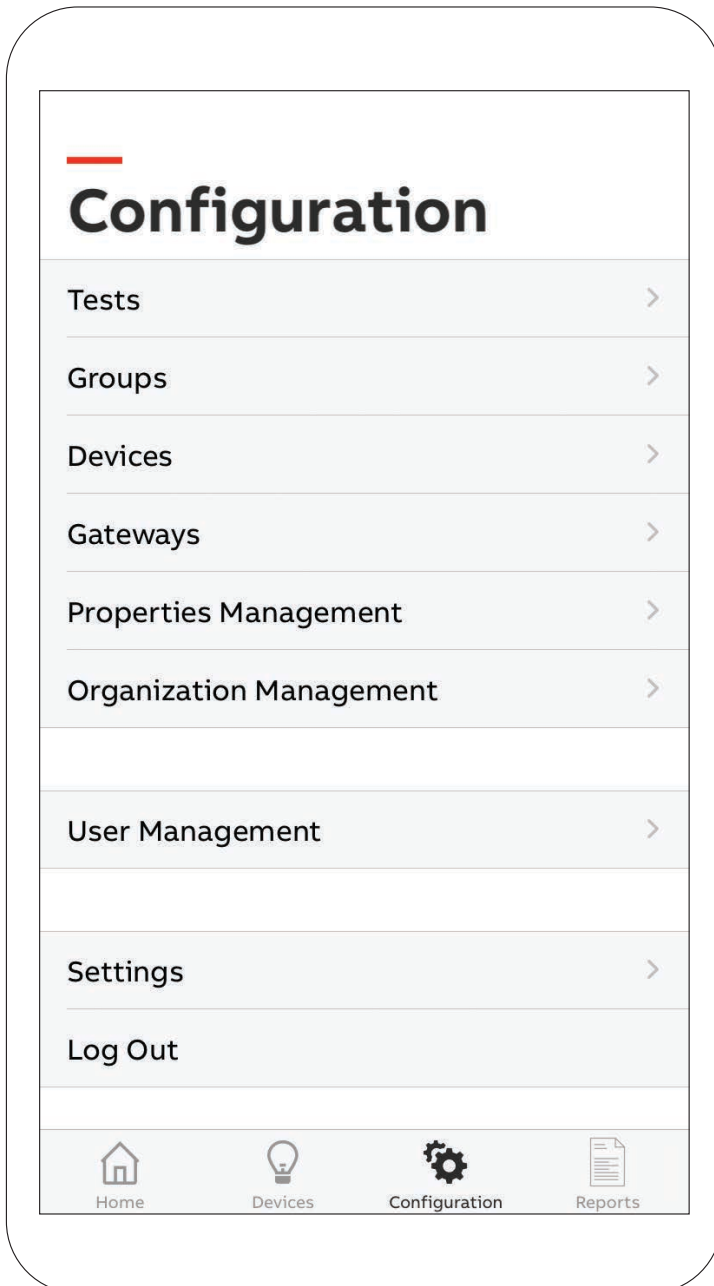 Configuration
Tests
Groups
Devices
Gateways
Properties Management
Organization Management
User Management
Settings
Log Out
Home Devices Configuration Reports